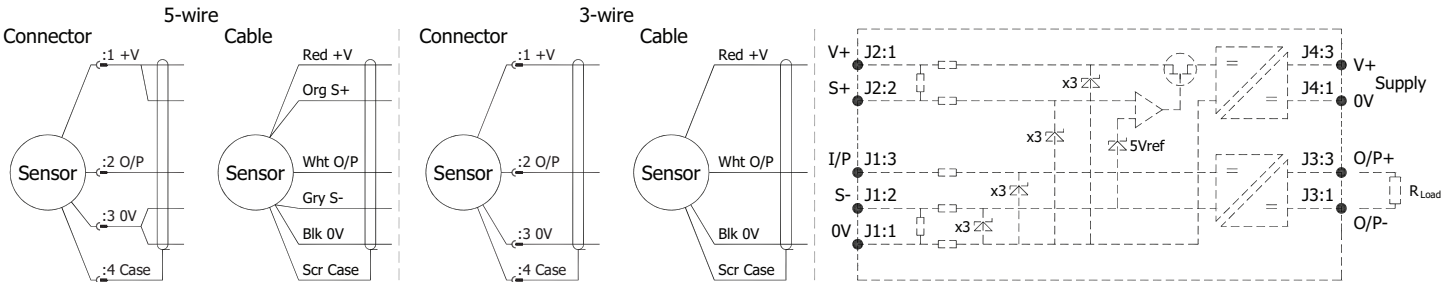 5-wire
Connector
:1 +V
:2 O/P
:3 0V
:4 Case
Sensor
Cable
Red +V
Org S+
Wht O/P
Gry S-
Blk 0V
Scr Case
Sensor
3-wire
Connector
:1 +V
:2 O/P
:3 0V
:4 Case
Sensor
Cable
Red +V
Wht O/P
Blk 0V
Scr Case
Sensor
V+ J2:1
S+ J2:2
I/P J1:3
S- J1:2
0V J1:1
x3
x3
x3
x3
5Vref
= =
= =
J4:3 V+
Supply
J4:1 0V
J3:3 O/P+
RLoad
J3:1 O/P-